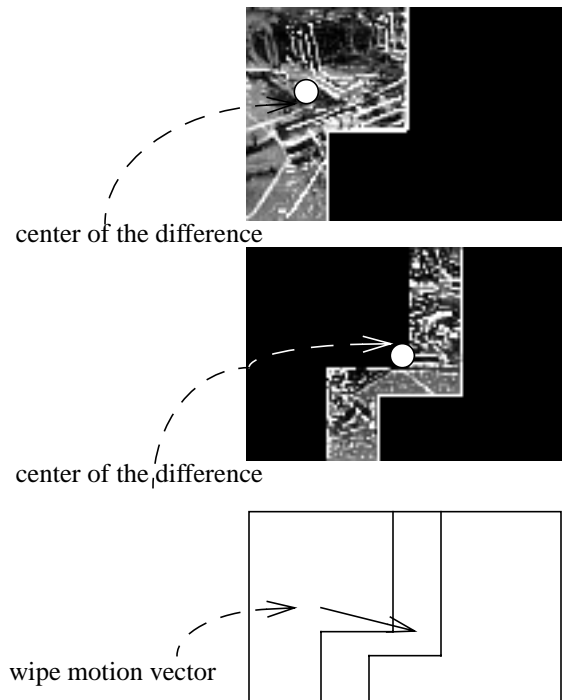 center of the difference
center of the difference
wipe motion vector